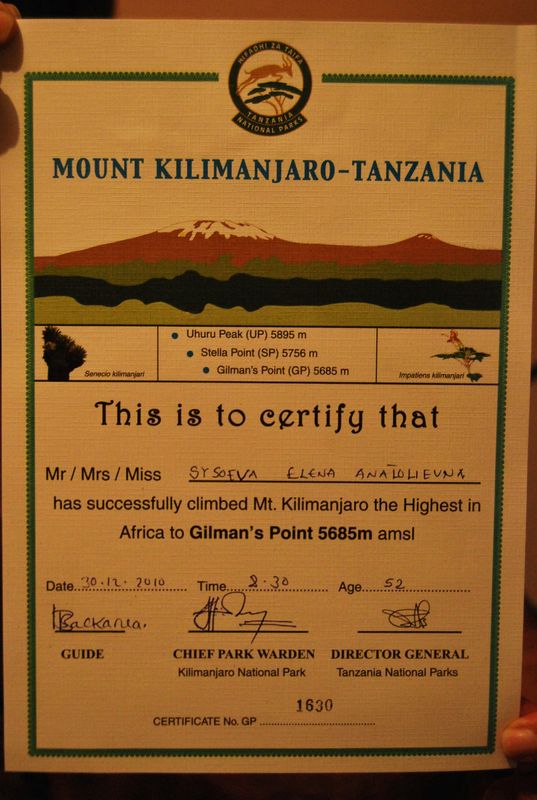 HIFADHI ZA TAIFA
TANZANIA
NATIONAL PARKS
MOUNT KILIMANJARO-TANZANIA
Uhuru Peak (UP) 5895 m
Stella Point (SP) 5756 m
Gilman's Point (GP) 5685 m
Senecio kilimanjari
Impatiens kilimanjari
This is to certify that
Mr / Mrs / Miss SYSOEVA ELENA ANATOLIEVNA
has successfully climbed Mt. Kilimanjaro the Highest in
Africa to Gilman's Point 5685m amsl
Date 30.12.2010 Time 8.30 Age 52
GUIDE CHIEF PARK WARDEN DIRECTOR GENERAL
Kilimanjaro National Park Tanzania National Parks
1630
CERTIFICATE No. GP